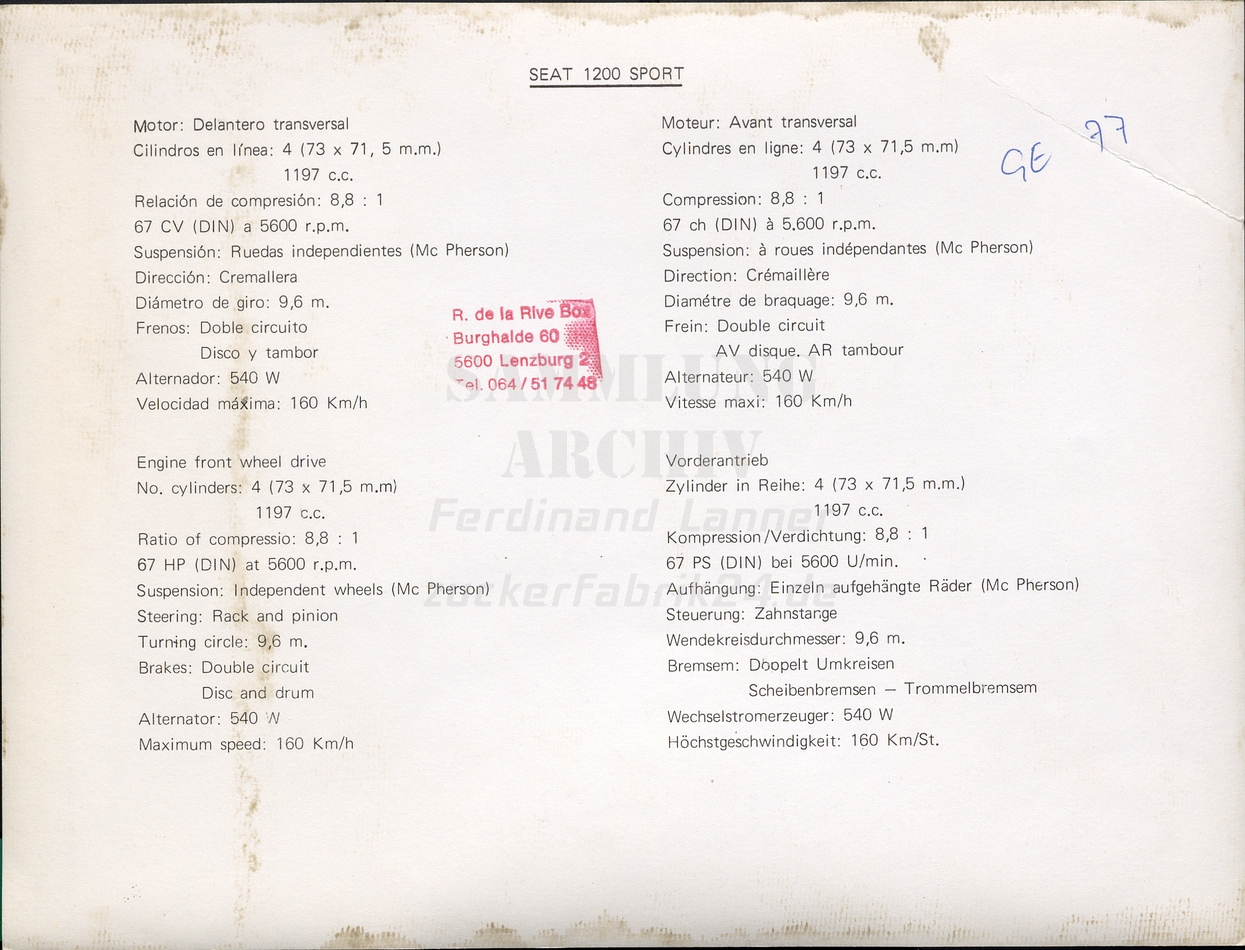 SEAT 1200 SPORT
Motor: Delantero transversal
Cilindros en línea: 4 (73 x 71, 5 m.m.)
1197 c.c.
Relación de compresión: 8,8 : 1
67 CV (DIN) a 5600 r.p.m.
Suspensión: Ruedas independientes (Mc Pherson)
Dirección: Cremallera
Diámetro de giro: 9,6 m.
Frenos: Doble circuito
Disco y tambor
Alternador: 540 W
Velocidad máxima: 160 Km/h
Moteur: Avant transversal
Cylindres en ligne: 4 (73 x 71,5 m.m)
1197 c.c.
Compression: 8,8 : 1
67 ch (DIN) à 5.600 r.p.m.
Suspension: à roues indépendantes (Mc Pherson)
Direction: Crémaillère
Diamétre de braquage: 9,6 m.
Frein: Double circuit
AV disque. AR tambour
Alternateur: 540 W
Vitesse maxi: 160 Km/h
GE 77
R. de la Rive Box
Burghalde 60
5600 Lenzburg 2
Tel. 064 / 51 74 48
SAMMLUNG
ARCHIV
Ferdinand Lanner
zuckerfabrik24.de
Engine front wheel drive
No. cylinders: 4 (73 x 71,5 m.m)
1197 c.c.
Ratio of compressio: 8,8 : 1
67 HP (DIN) at 5600 r.p.m.
Suspension: Independent wheels (Mc Pherson)
Steering: Rack and pinion
Turning circle: 9,6 m.
Brakes: Double circuit
Disc and drum
Alternator: 540 W
Maximum speed: 160 Km/h
Vorderantrieb
Zylinder in Reihe: 4 (73 x 71,5 m.m.)
1197 c.c.
Kompression/Verdichtung: 8,8 : 1
67 PS (DIN) bei 5600 U/min.
Aufhängung: Einzeln aufgehängte Räder (Mc Pherson)
Steuerung: Zahnstange
Wendekreisdurchmesser: 9,6 m.
Bremsem: Doopelt Umkreisen
Scheibenbremsen — Trommelbremsem
Wechselstromerzeuger: 540 W
Höchstgeschwindigkeit: 160 Km/St.